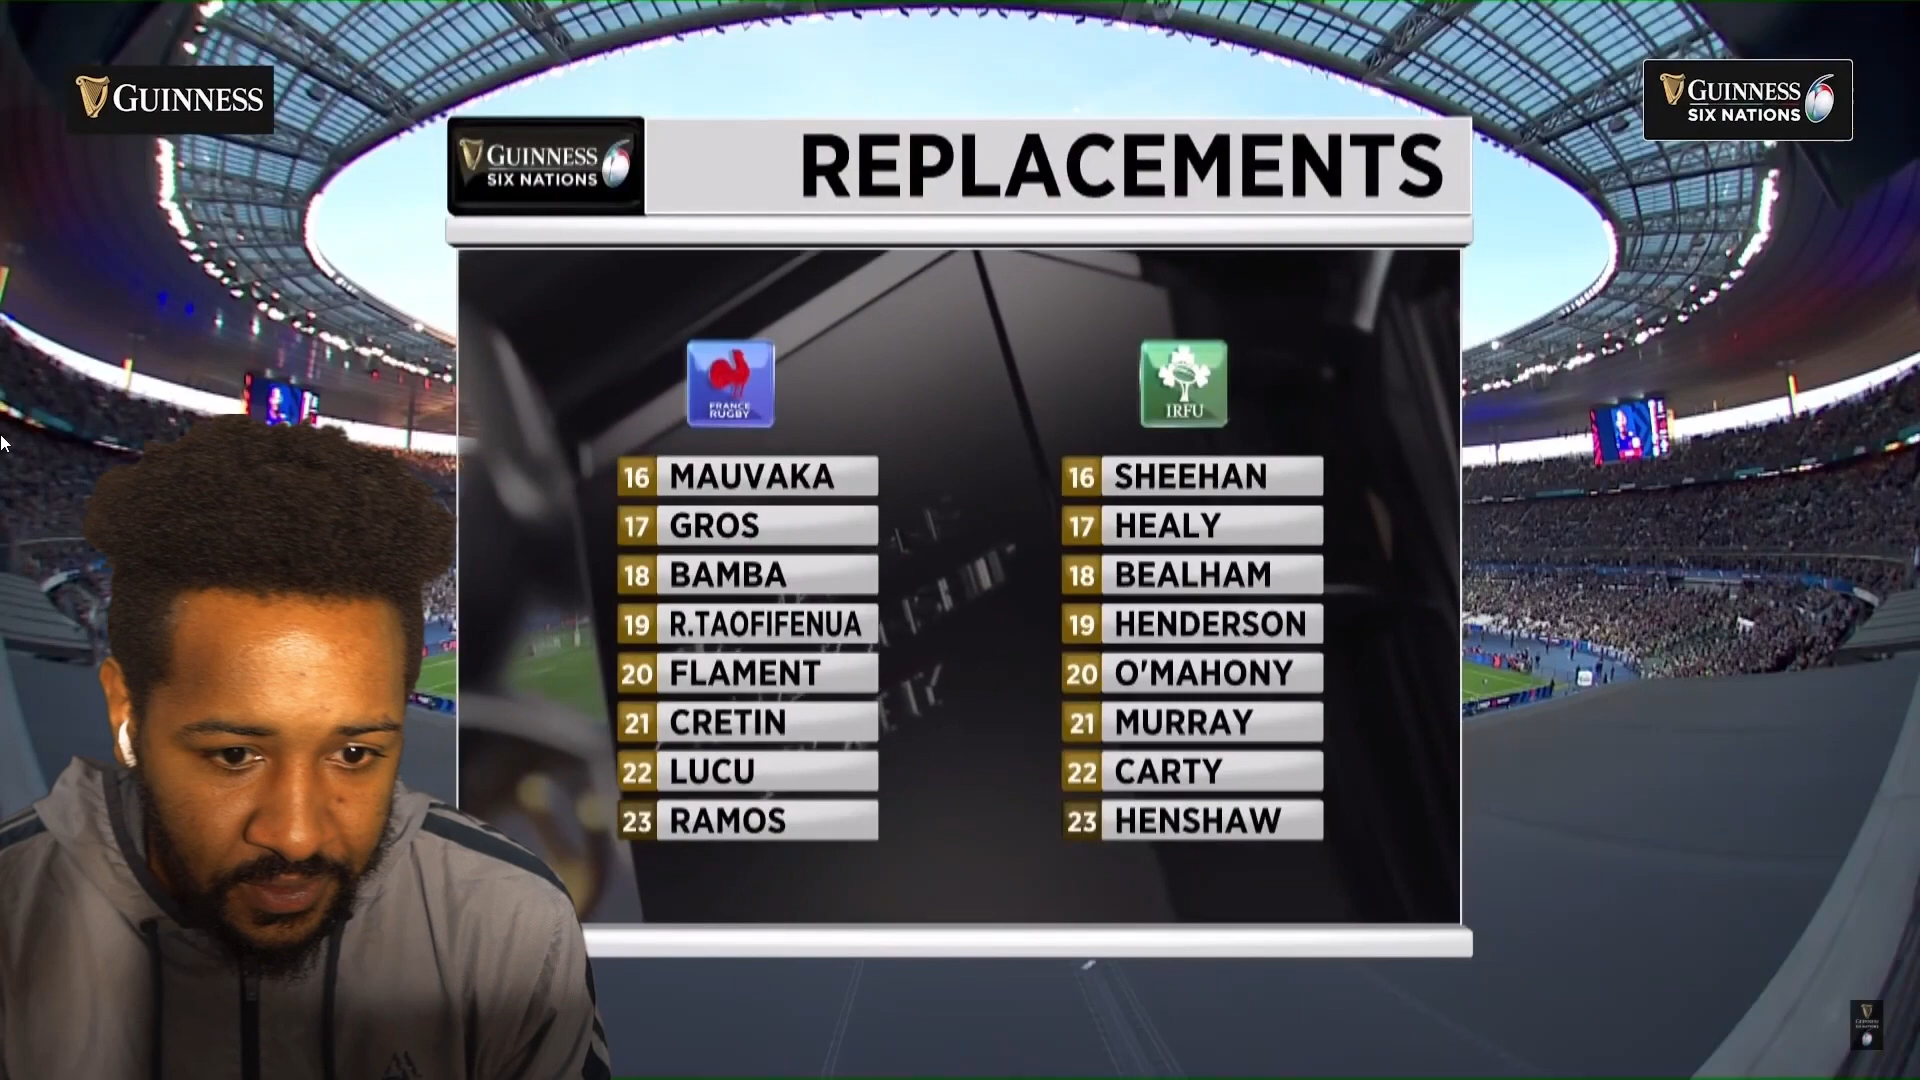 GUINNESS
GUINNESS
SIX NATIONS
GUINNESS
SIX NATIONS
REPLACEMENTS
FRANCE
RUGBY
IRFU
16 MAUVAKA
17 GROS
18 BAMBA
19 R.TAOFIFENUA
20 FLAMENT
21 CRETIN
22 LUCU
23 RAMOS
16 SHEEHAN
17 HEALY
18 BEALHAM
19 HENDERSON
20 O'MAHONY
21 MURRAY
22 CARTY
23 HENSHAW